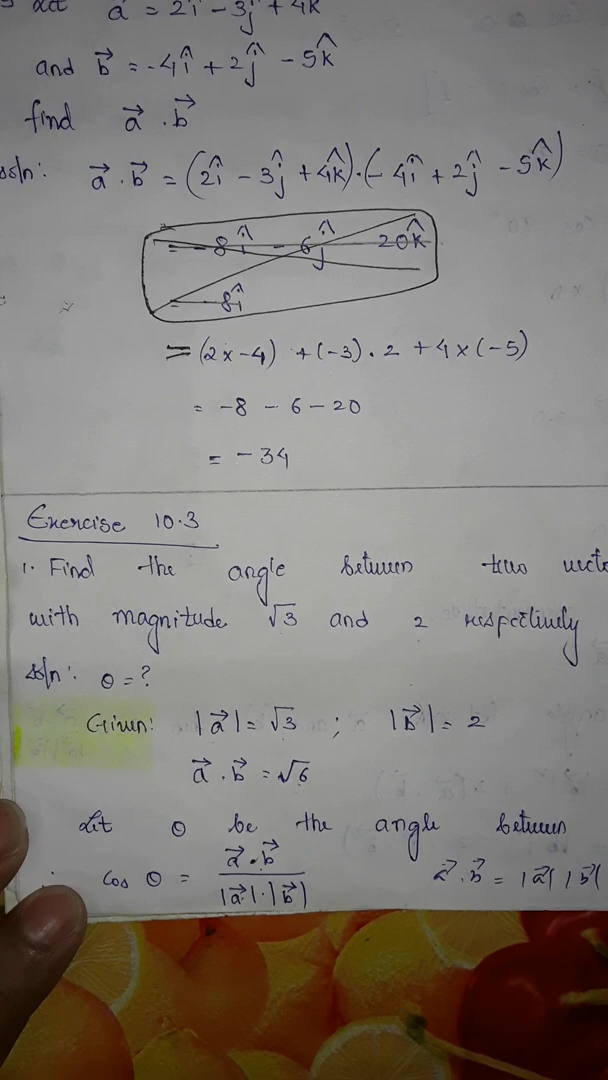 Let a⃗ = 2î - 3ĵ + 4k̂
and b⃗ = -4î + 2ĵ - 5k̂
find a⃗ . b⃗
Soln: a⃗ . b⃗ = (2î - 3ĵ + 4k̂) . (- 4î + 2ĵ - 5k̂)
= - 8î - 6ĵ - 20k̂
= - 8î
= (2 x -4) + (-3) . 2 + 4 x (-5)
= -8 - 6 - 20
= - 34
Exercise 10.3
1. Find the angle between two vecto
with magnitude √3 and 2 respectively
Soln: θ = ?
Given: |a⃗| = √3 ; |b⃗| = 2
a⃗ . b⃗ = √6
Let θ be the angle between
cos θ = a⃗ . b⃗ / |a⃗| . |b⃗| a⃗ . b⃗ = |a⃗| |b⃗|